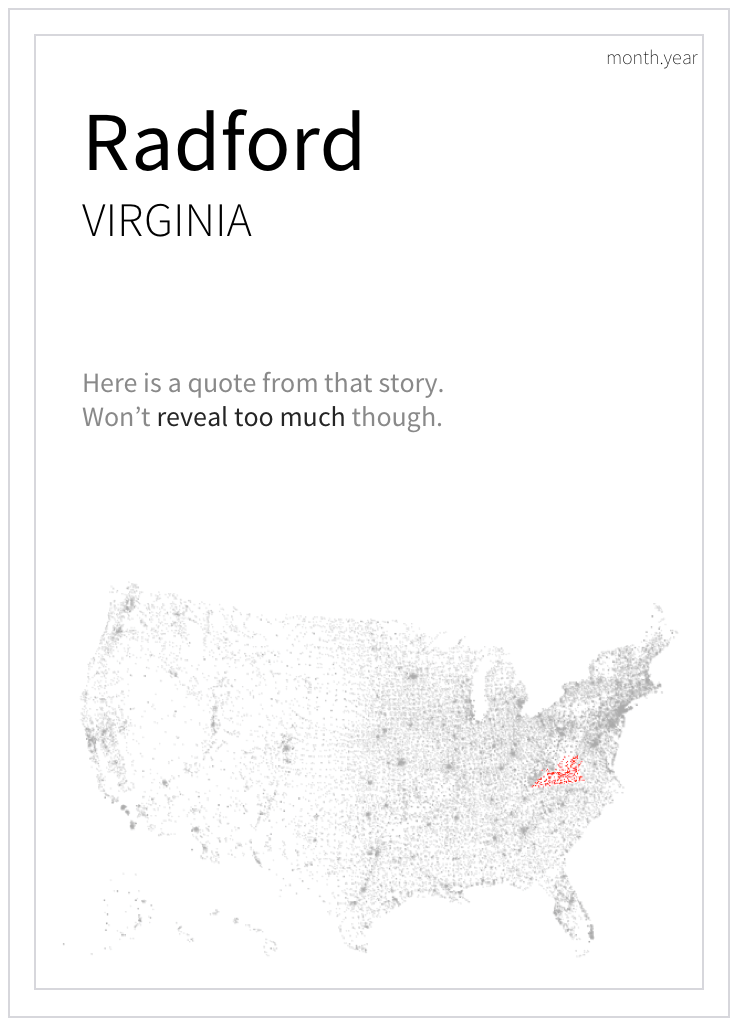 month.year
Radford
VIRGINIA
Here is a quote from that story.
Won’t reveal too much though.